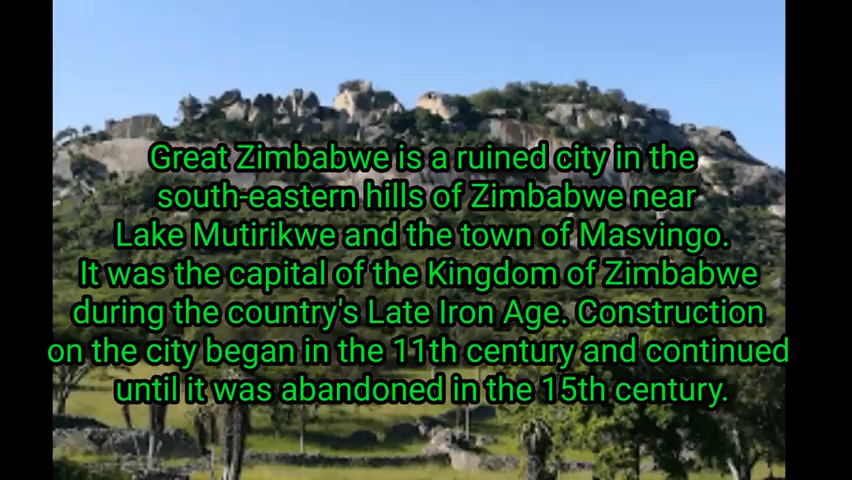 Great Zimbabwe is a ruined city in the
south-eastern hills of Zimbabwe near
Lake Mutirikwe and the town of Masvingo.
It was the capital of the Kingdom of Zimbabwe
during the country's Late Iron Age. Construction
on the city began in the 11th century and continued
until it was abandoned in the 15th century.